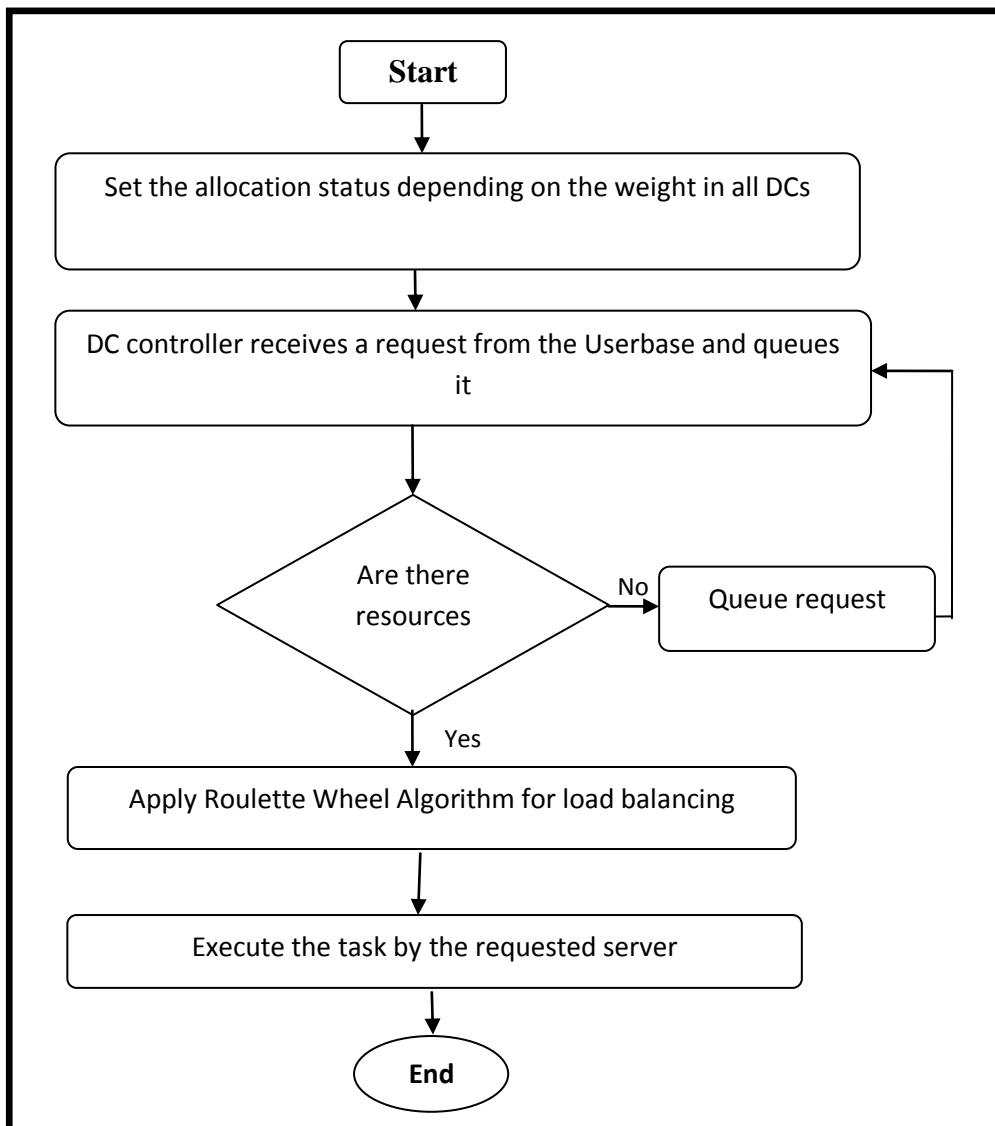 Start
Set the allocation status depending on the weight in all DCs
DC controller receives a request from the Userbase and queues
it
Are there
resources
No
Queue request
Yes
Apply Roulette Wheel Algorithm for load balancing
Execute the task by the requested server
End